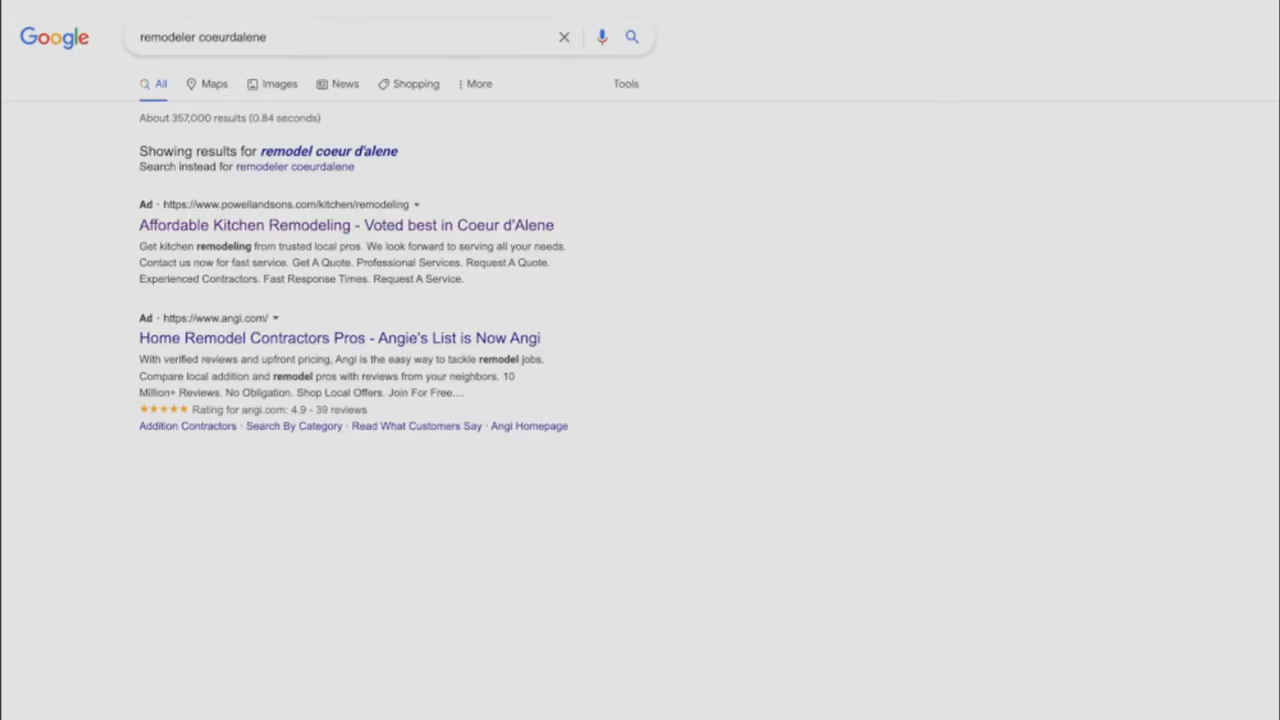 Google
remodeler coeurdalene
All Maps Images News Shopping More Tools
About 357,000 results (0.84 seconds)
Showing results for remodel coeur d'alene
Search instead for remodeler coeurdalene
Ad · https://www.powellandsons.com/kitchen/remodeling
Affordable Kitchen Remodeling - Voted best in Coeur d'Alene
Get kitchen remodeling from trusted local pros. We look forward to serving all your needs.
Contact us now for fast service. Get A Quote. Professional Services. Request A Quote.
Experienced Contractors. Fast Response Times. Request A Service.
Ad · https://www.angi.com/
Home Remodel Contractors Pros - Angie's List is Now Angi
With verified reviews and upfront pricing, Angi is the easy way to tackle remodel jobs.
Compare local addition and remodel pros with reviews from your neighbors. 10
Million+ Reviews. No Obligation. Shop Local Offers. Join For Free....
Rating for angi.com: 4.9 - 39 reviews
Addition Contractors · Search By Category · Read What Customers Say · Angi Homepage